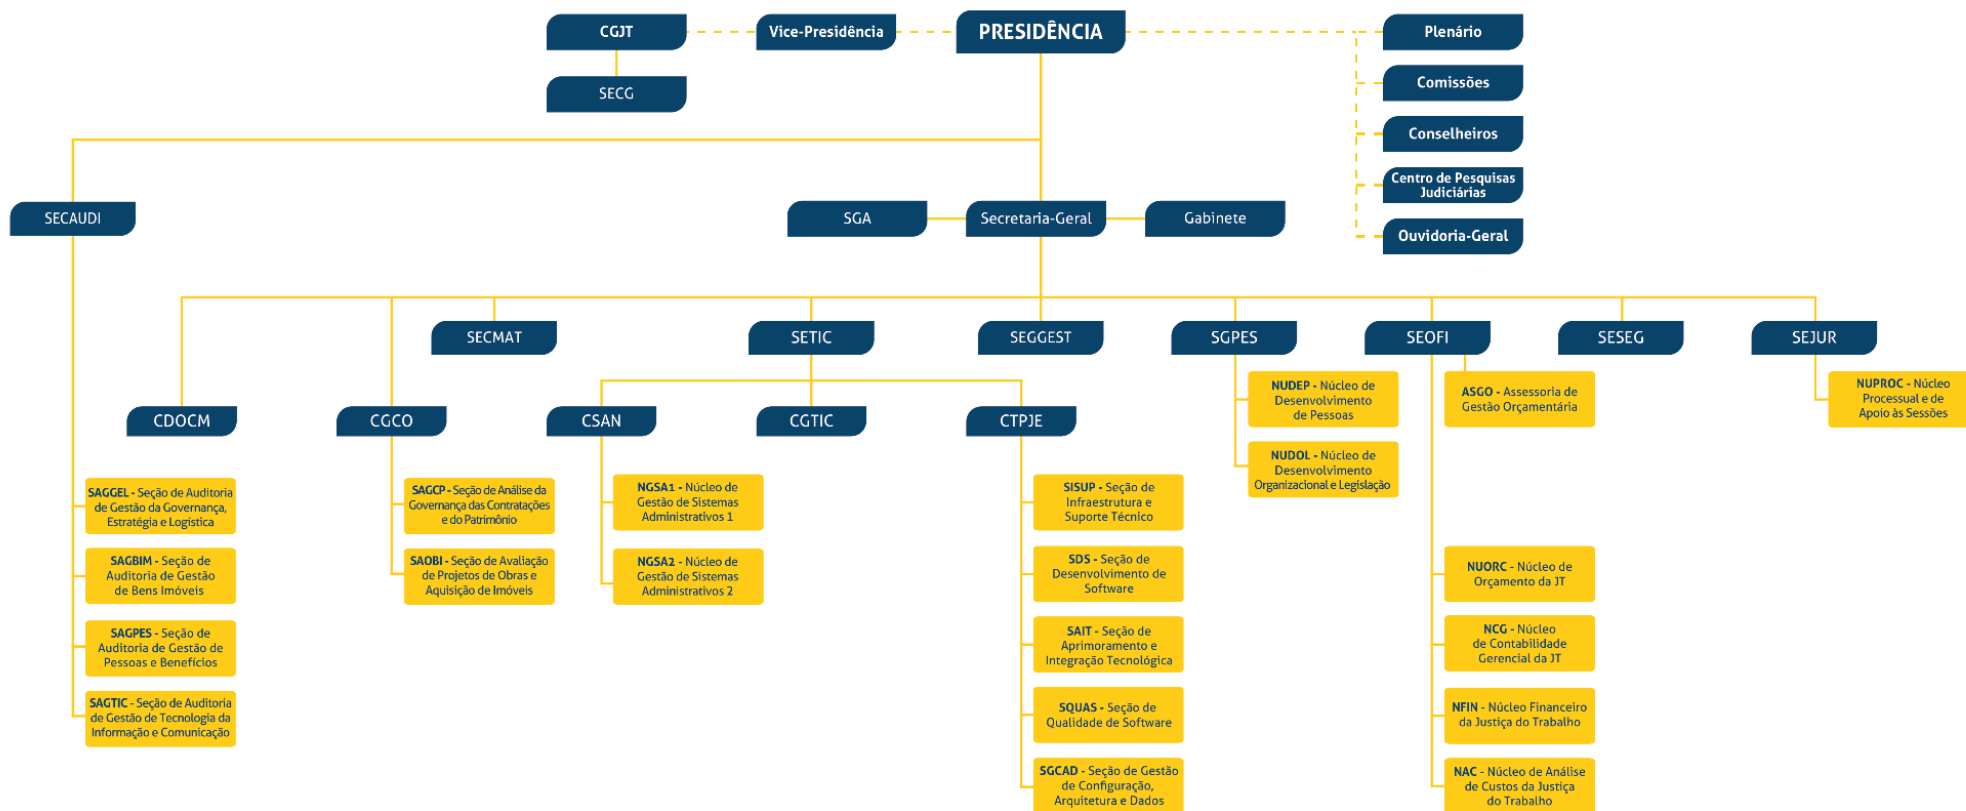 CGJT
Vice-Presidência
PRESIDÊNCIA
Plenário
SECG
Comissões
Conselheiros
Centro de Pesquisas
Judiciárias
Ouvidoria-Geral
SECAUDI
SGA
Secretaria-Geral
Gabinete
SECMAT
SETIC
SEGGEST
SGPES
SEOFI
SESEG
SEJUR
CDOCM
CGCO
CSAN
CGTIC
CTPJE
NUDEP - Núcleo de
Desenvolvimento
de Pessoas
NUDOL - Núcleo de
Desenvolvimento
Organizacional e Legislação
ASGO - Assessoria de
Gestão Orçamentária
NUPROC - Núcleo
Processual e de
Apoio às Sessões
SAGGEL - Seção de Auditoria
de Gestão da Governança,
Estratégia e Logística
SAGBIM - Seção de
Auditoria de Gestão
de Bens Imóveis
SAGPES - Seção de
Auditoria de Gestão de
Pessoas e Benefícios
SAGTIC - Seção de Auditoria
de Gestão de Tecnologia da
Informação e Comunicação
SAGCP - Seção de Análise da
Governança das Contratações
e do Patrimônio
SAOBI - Seção de Avaliação
de Projetos de Obras e
Aquisição de Imóveis
NGSA1 - Núcleo de
Gestão de Sistemas
Administrativos 1
NGSA2 - Núcleo de
Gestão de Sistemas
Administrativos 2
SISUP - Seção de
Infraestrutura e
Suporte Técnico
SDS - Seção de
Desenvolvimento de
Software
SAIT - Seção de
Aprimoramento e
Integração Tecnológica
SQUAS - Seção de
Qualidade de Software
SGCAD - Seção de Gestão
de Configuração,
Arquitetura e Dados
NUORC - Núcleo de
Orçamento da JT
NCG - Núcleo
de Contabilidade
Gerencial da JT
NFIN - Núcleo Financeiro
da Justiça do Trabalho
NAC - Núcleo de Análise
de Custos da Justiça
do Trabalho